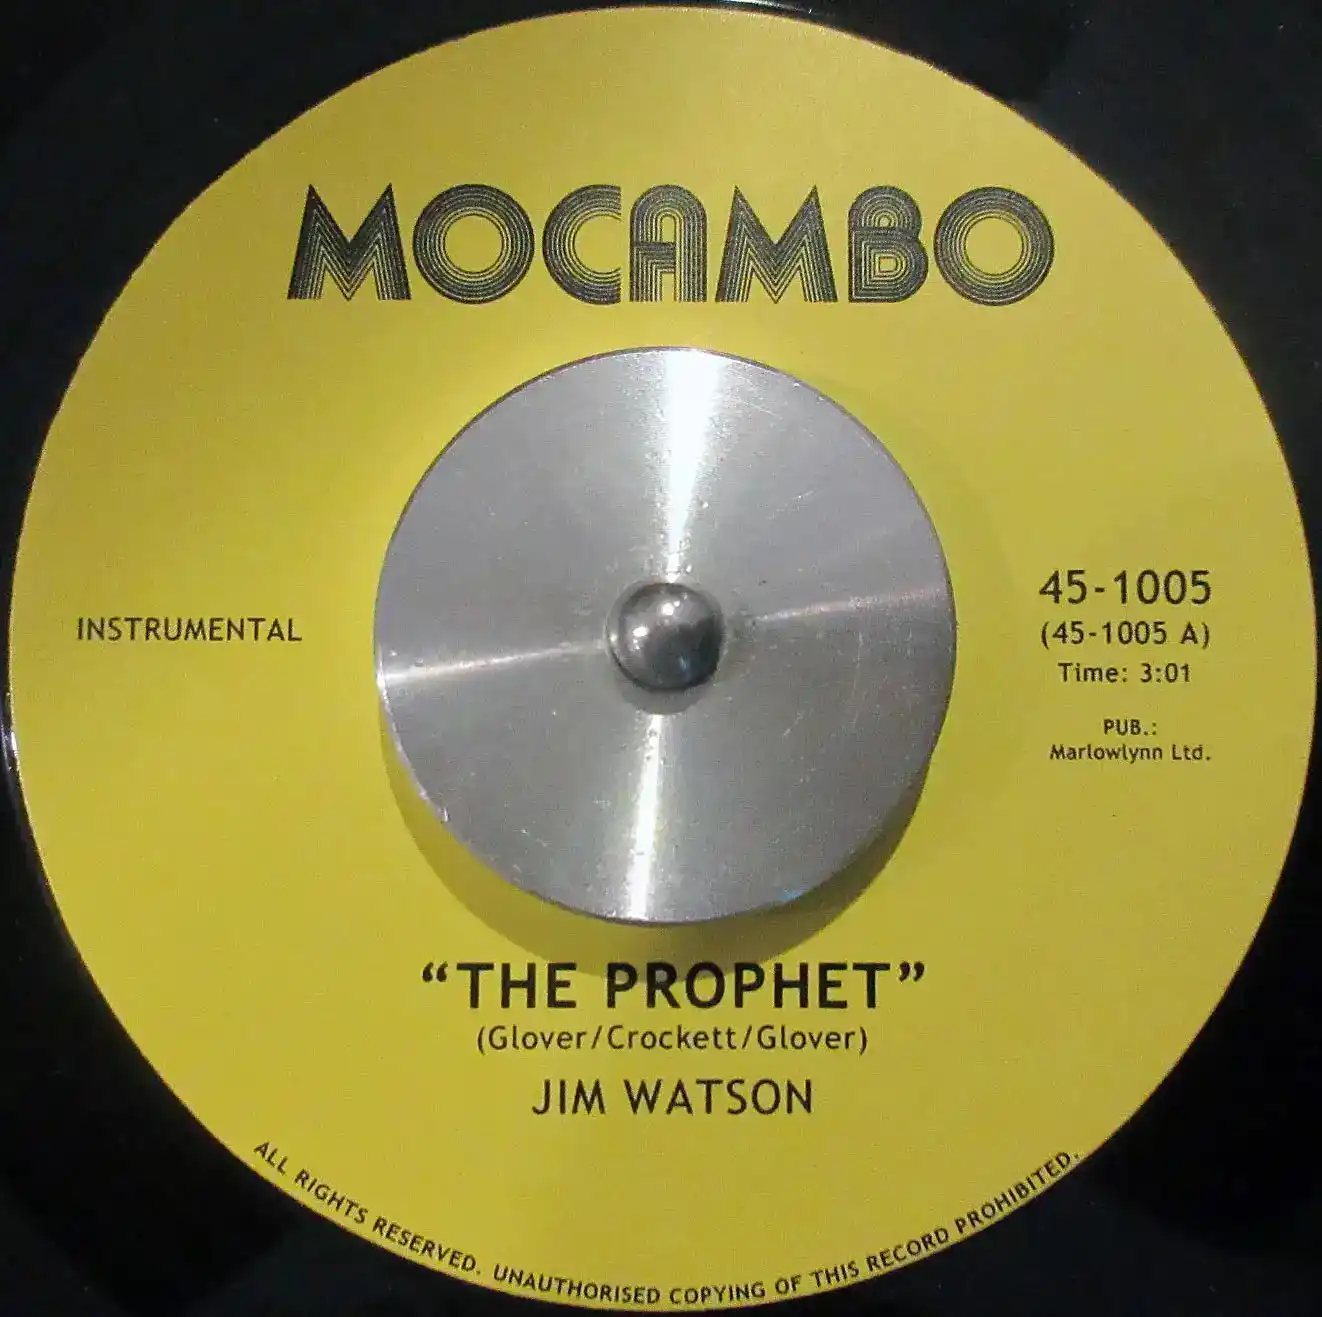 MOCAMBO
INSTRUMENTAL
45-1005
(45-1005 A)
Time: 3:01
PUB.:
Marlowlynn Ltd.
“THE PROPHET”
(Glover/Crockett/Glover)
JIM WATSON
ALL RIGHTS RESERVED. UNAUTHORISED COPYING OF THIS RECORD PROHIBITED.